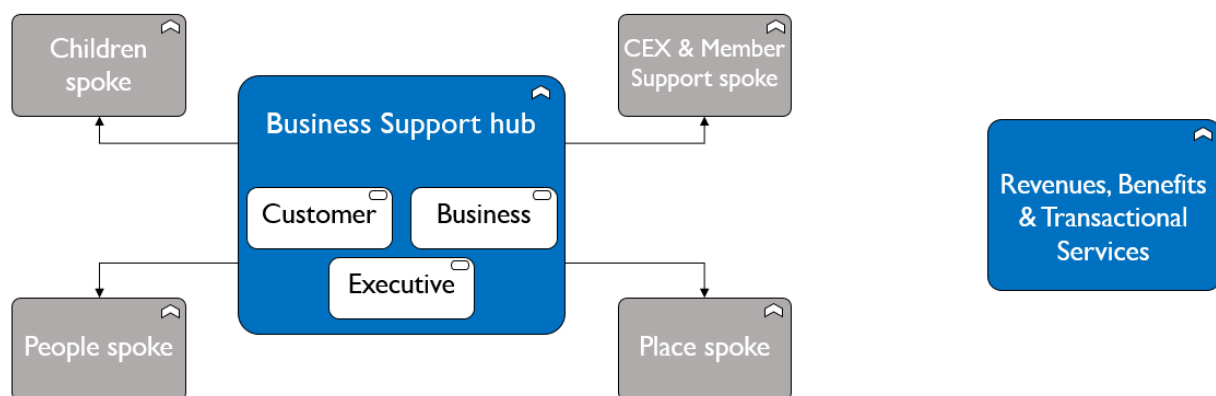 Children
spoke
CEX & Member
Support spoke
Business Support hub
Customer
Business
Executive
Revenues, Benefits
& Transactional
Services
People spoke
Place spoke